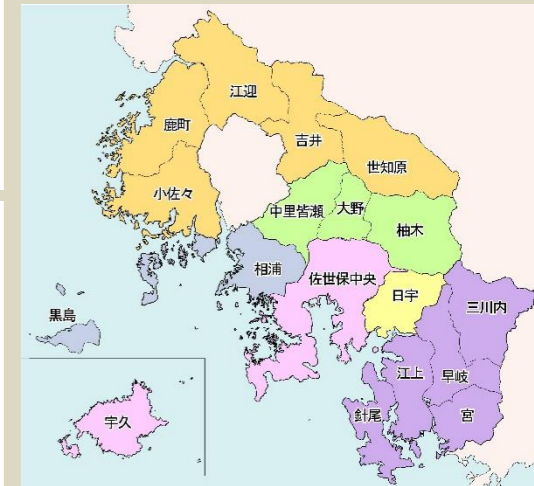 江迎
鹿町
吉井
世知原
小佐々
中里皆瀬
大野
柚木
相浦
佐世保中央
日宇
三川内
黒島
江上
早岐
宇久
針尾
宮